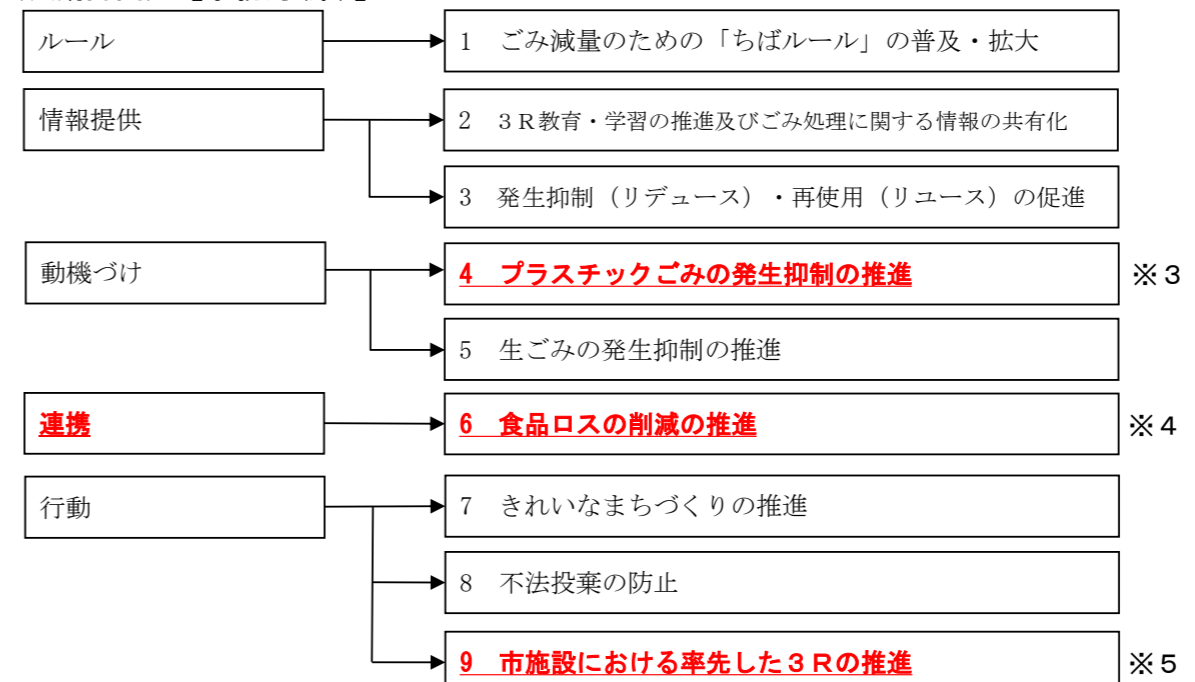 ルール
1　ごみ減量のための「ちばルール」の普及・拡大
情報提供
2　３Ｒ教育・学習の推進及びごみ処理に関する情報の共有化
3　発生抑制（リデュース）・再使用（リユース）の促進
動機づけ
4　プラスチックごみの発生抑制の推進
※３
5　生ごみの発生抑制の推進
連携
6　食品ロスの削減の推進
※４
行動
7　きれいなまちづくりの推進
8　不法投棄の防止
9　市施設における率先した３Ｒの推進
※５